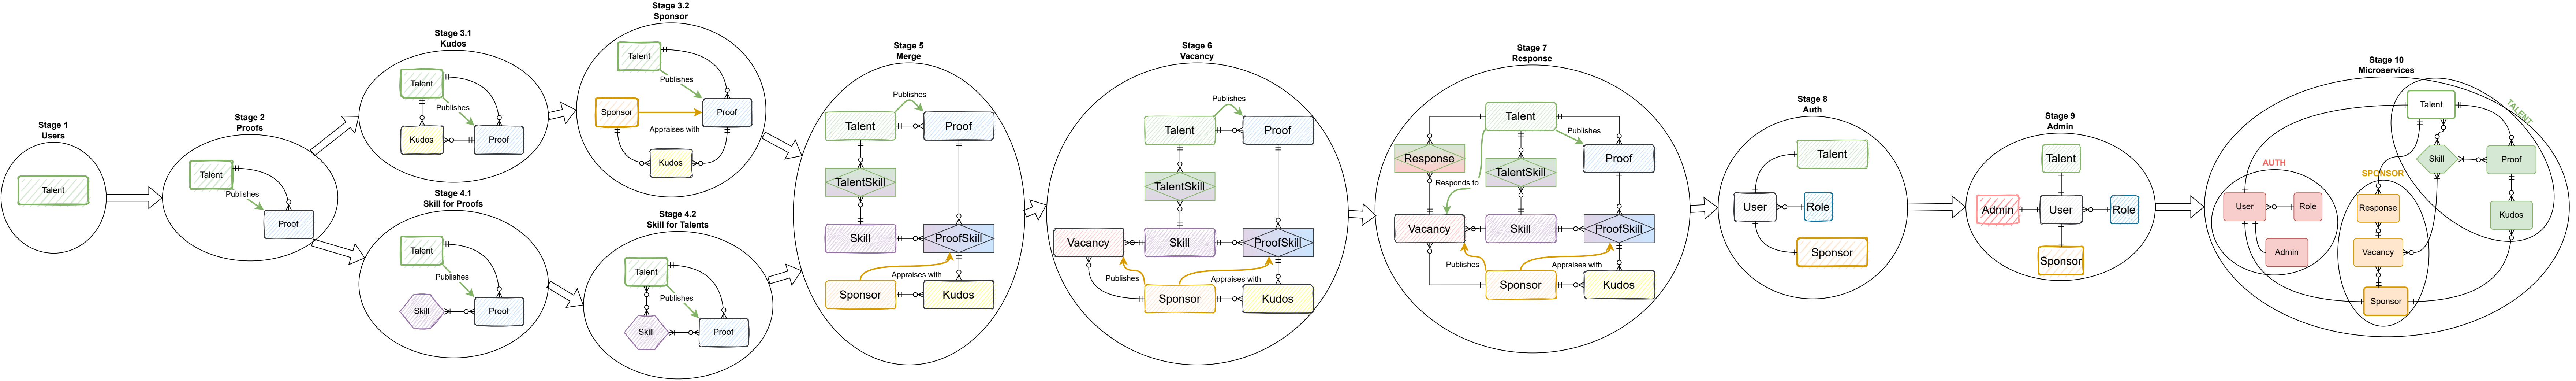 Stage 1
Users
Talent
Stage 2
Proofs
Talent
Publishes
Proof
Stage 3.1
Kudos
Talent
Publishes
Kudos
Proof
Stage 4.1
Skill for Proofs
Talent
Publishes
Skill
Proof
Stage 3.2
Sponsor
Talent
Publishes
Sponsor
Proof
Appraises with
Kudos
Stage 4.2
Skill for Talents
Talent
Publishes
Skill
Proof
Stage 5
Merge
Publishes
Talent
Proof
TalentSkill
Skill
ProofSkill
Appraises with
Sponsor
Kudos
Stage 6
Vacancy
Publishes
Talent
Proof
TalentSkill
Vacancy
Skill
ProofSkill
Publishes
Appraises with
Sponsor
Kudos
Stage 7
Response
Talent
Publishes
Response
Proof
TalentSkill
Responds to
Vacancy
Skill
ProofSkill
Publishes
Appraises with
Sponsor
Kudos
Stage 8
Auth
Talent
User
Role
Sponsor
Stage 9
Admin
Talent
Admin
User
Role
Sponsor
Stage 10
Microservices
Talent
TALENT
AUTH
Skill
Proof
SPONSOR
User
Role
Response
Kudos
Admin
Vacancy
Sponsor